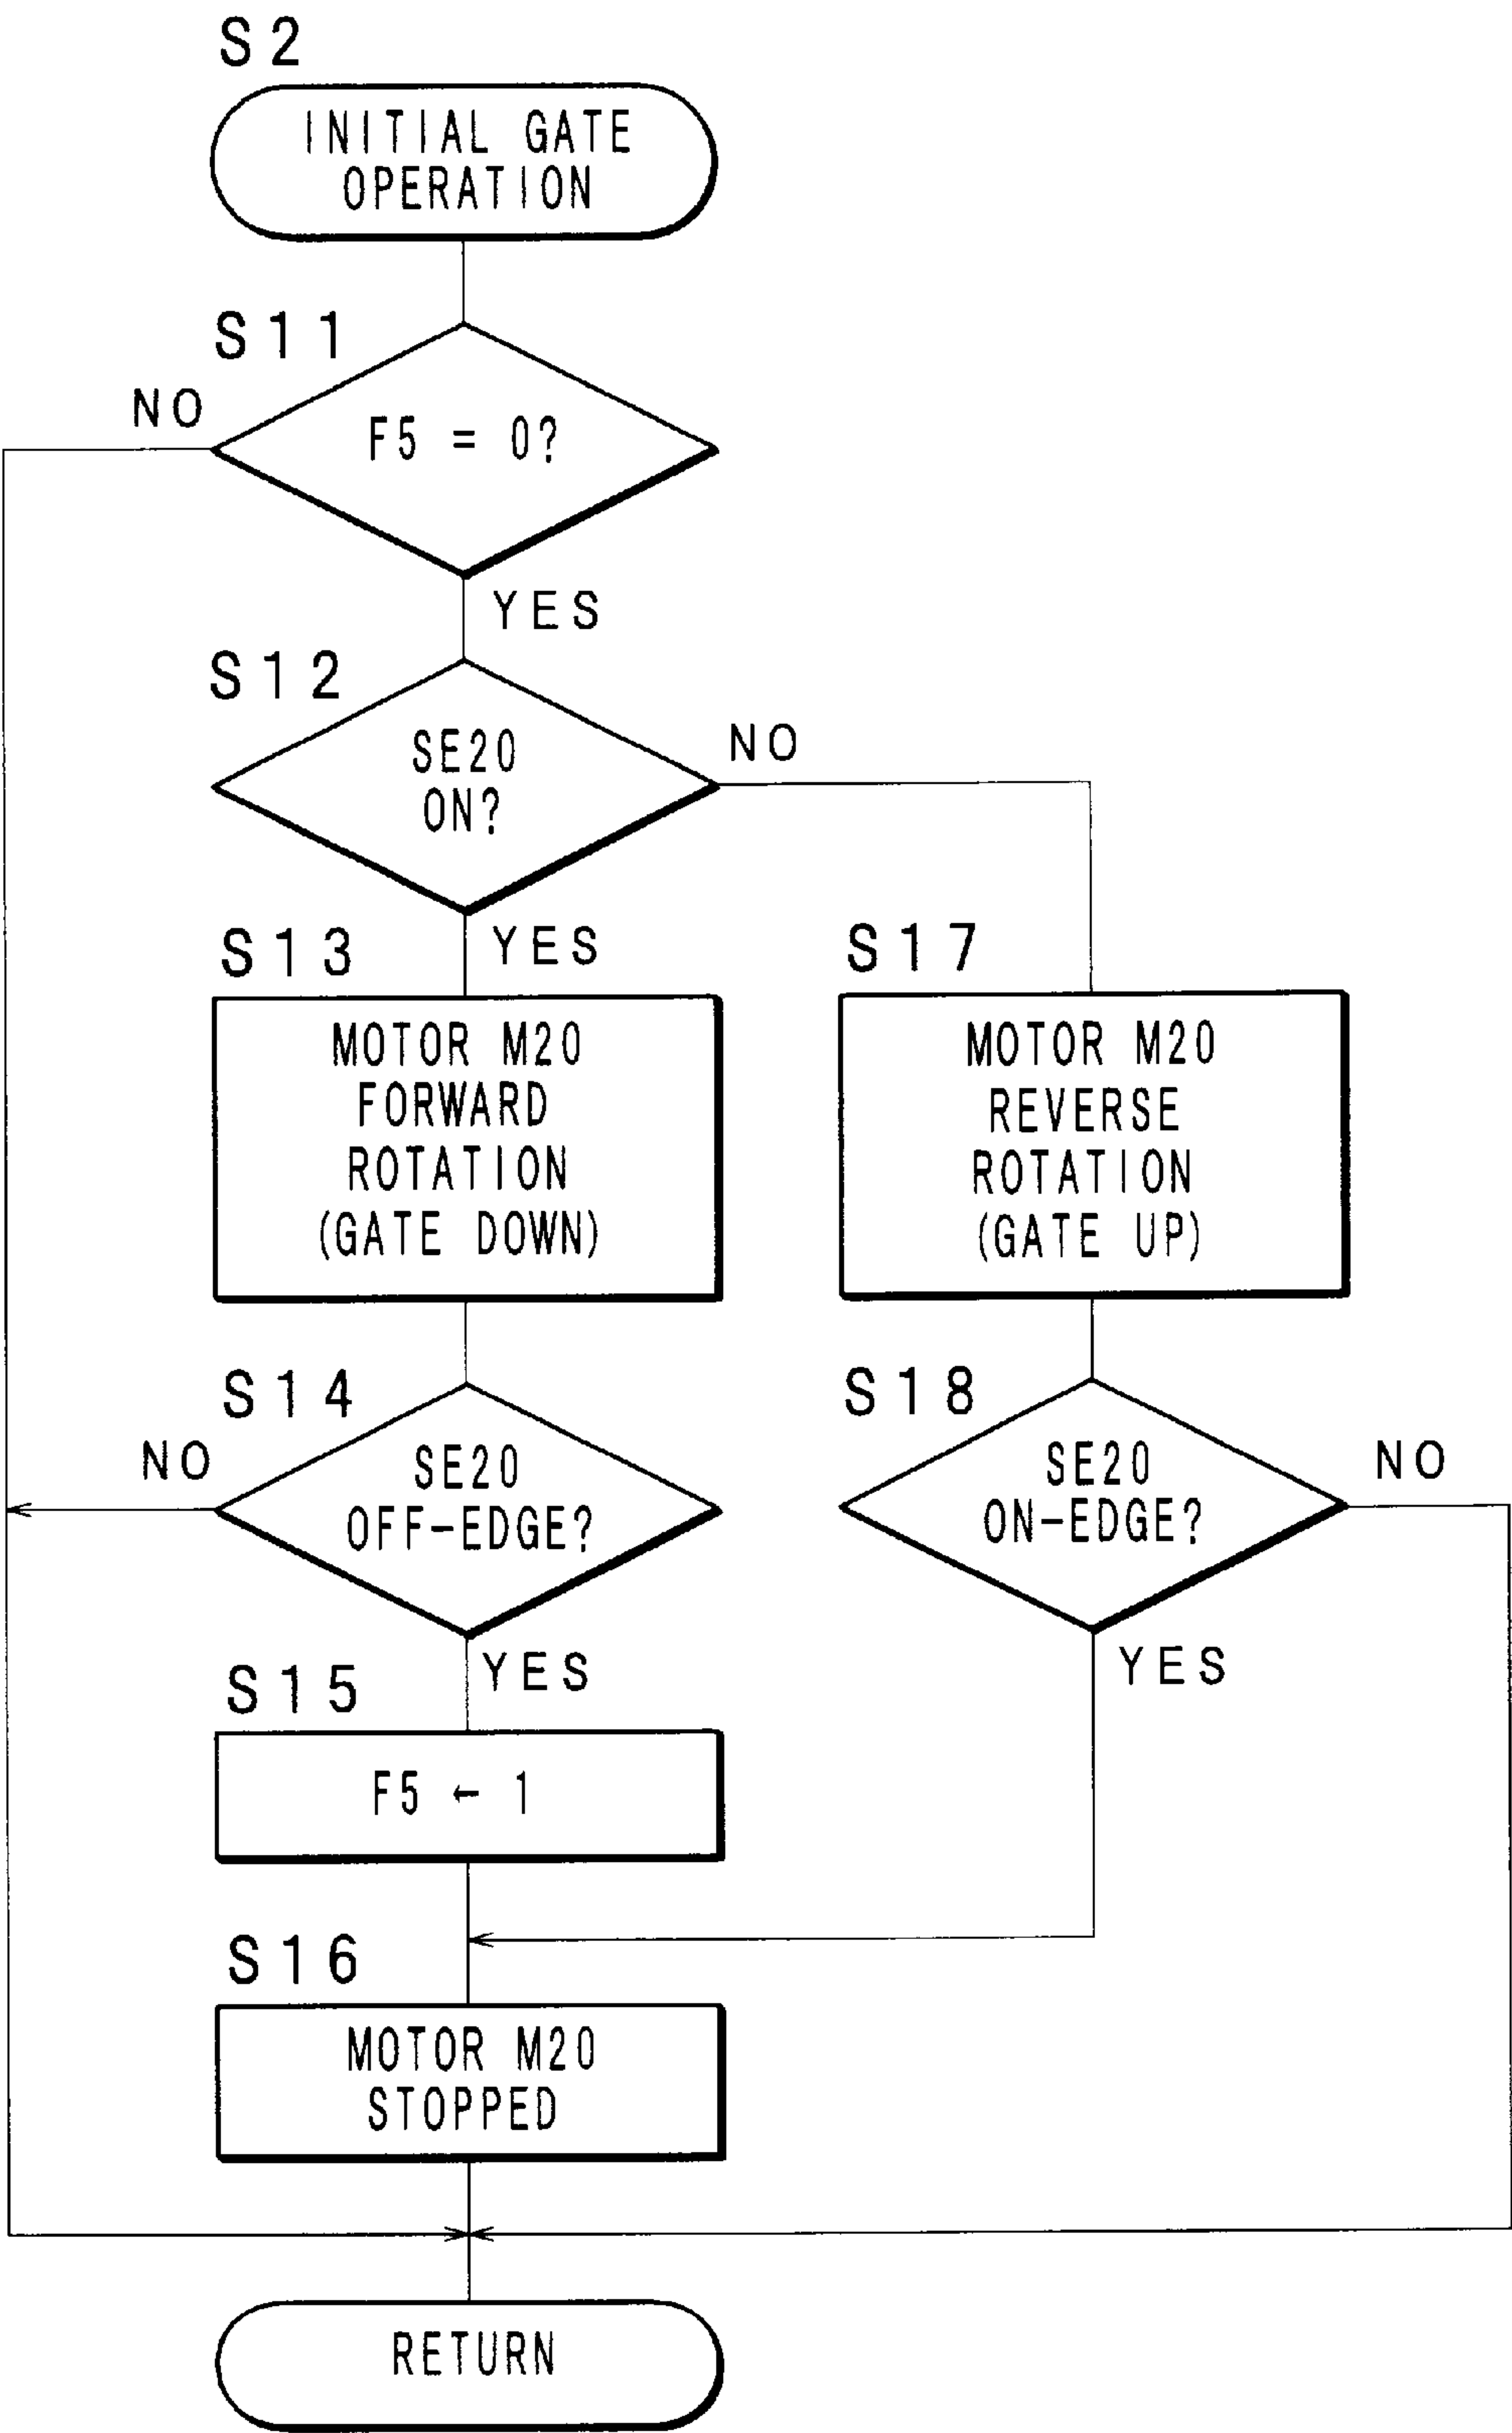 S2
INITIAL GATE
OPERATION
S11
NO
F5 = 0?
YES
S12
SE20
ON?
NO
YES
S13
MOTOR M20
FORWARD
ROTATION
(GATE DOWN)
S17
MOTOR M20
REVERSE
ROTATION
(GATE UP)
S14
NO
SE20
OFF-EDGE?
YES
S18
SE20
ON-EDGE?
NO
YES
S15
F5 ← 1
S16
MOTOR M20
STOPPED
RETURN